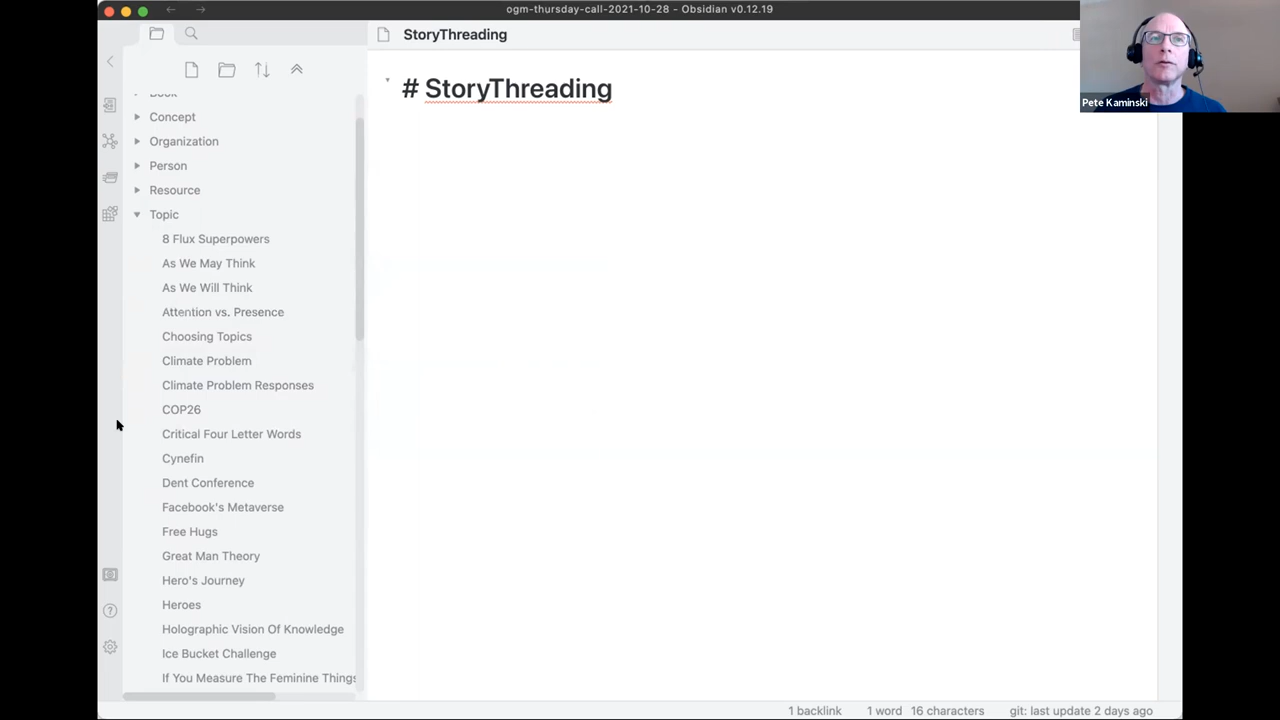 ogm-thursday-call-2021-10-28 - Obsidian v0.12.19
StoryThreading
# StoryThreading
Pete Kaminski
Book
Concept
Organization
Person
Resource
Topic
8 Flux Superpowers
As We May Think
As We Will Think
Attention vs. Presence
Choosing Topics
Climate Problem
Climate Problem Responses
COP26
Critical Four Letter Words
Cynefin
Dent Conference
Facebook's Metaverse
Free Hugs
Great Man Theory
Hero's Journey
Heroes
Holographic Vision Of Knowledge
Ice Bucket Challenge
If You Measure The Feminine Things
1 backlink 1 word 16 characters git: last update 2 days ago